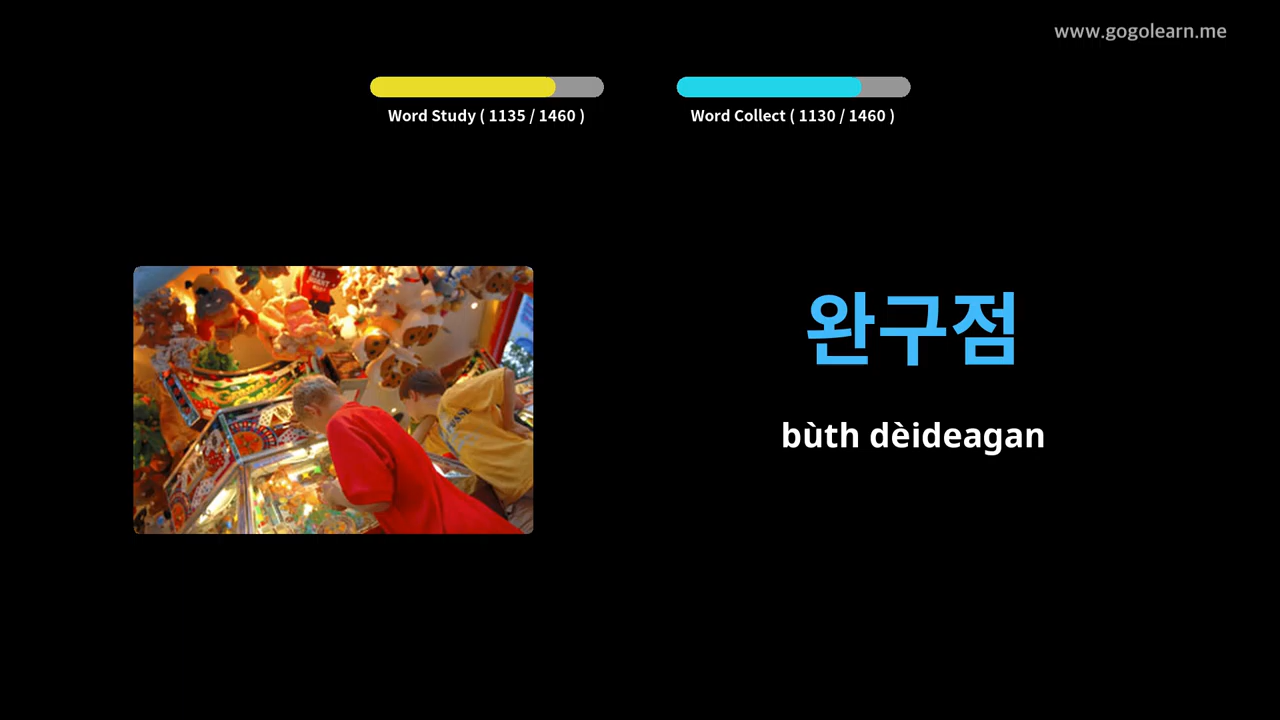 www.gogolearn.me
Word Study ( 1135 / 1460 )
Word Collect ( 1130 / 1460 )
완구점
bùth dèideagan